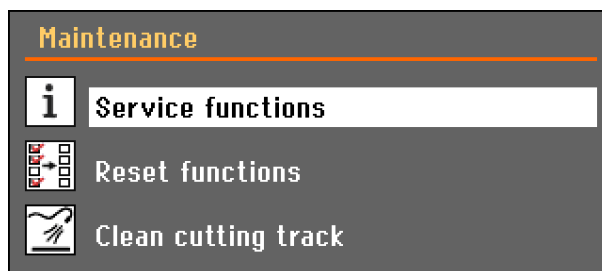 Maintenance
i
Service functions
Reset functions
Clean cutting track